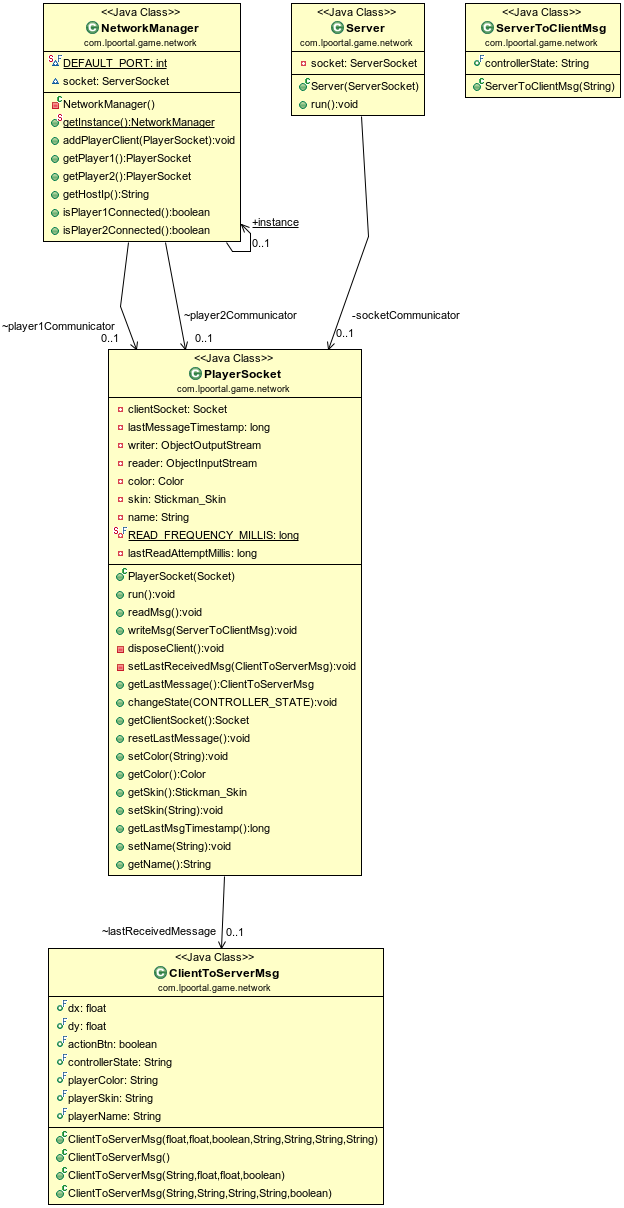 <<Java Class>>
NetworkManager
com.lpoortal.game.network
DEFAULT_PORT: int
socket: ServerSocket
NetworkManager()
getInstance():NetworkManager
addPlayerClient(PlayerSocket):void
getPlayer1():PlayerSocket
getPlayer2():PlayerSocket
getHostIp():String
isPlayer1Connected():boolean
isPlayer2Connected():boolean
+instance
0..1
<<Java Class>>
Server
com.lpoortal.game.network
socket: ServerSocket
Server(ServerSocket)
run():void
<<Java Class>>
ServerToClientMsg
com.lpoortal.game.network
controllerState: String
ServerToClientMsg(String)
~player1Communicator
0..1
~player2Communicator
0..1
-socketCommunicator
0..1
<<Java Class>>
PlayerSocket
com.lpoortal.game.network
clientSocket: Socket
lastMessageTimestamp: long
writer: ObjectOutputStream
reader: ObjectInputStream
color: Color
skin: Stickman_Skin
name: String
READ_FREQUENCY_MILLIS: long
lastReadAttemptMillis: long
PlayerSocket(Socket)
run():void
readMsg():void
writeMsg(ServerToClientMsg):void
disposeClient():void
setLastReceivedMsg(ClientToServerMsg):void
getLastMessage():ClientToServerMsg
changeState(CONTROLLER_STATE):void
getClientSocket():Socket
resetLastMessage():void
setColor(String):void
getColor():Color
getSkin():Stickman_Skin
setSkin(String):void
getLastMsgTimestamp():long
setName(String):void
getName():String
~lastReceivedMessage
0..1
<<Java Class>>
ClientToServerMsg
com.lpoortal.game.network
dx: float
dy: float
actionBtn: boolean
controllerState: String
playerColor: String
playerSkin: String
playerName: String
ClientToServerMsg(float,float,boolean,String,String,String,String)
ClientToServerMsg()
ClientToServerMsg(String,float,float,boolean)
ClientToServerMsg(String,String,String,String,boolean)